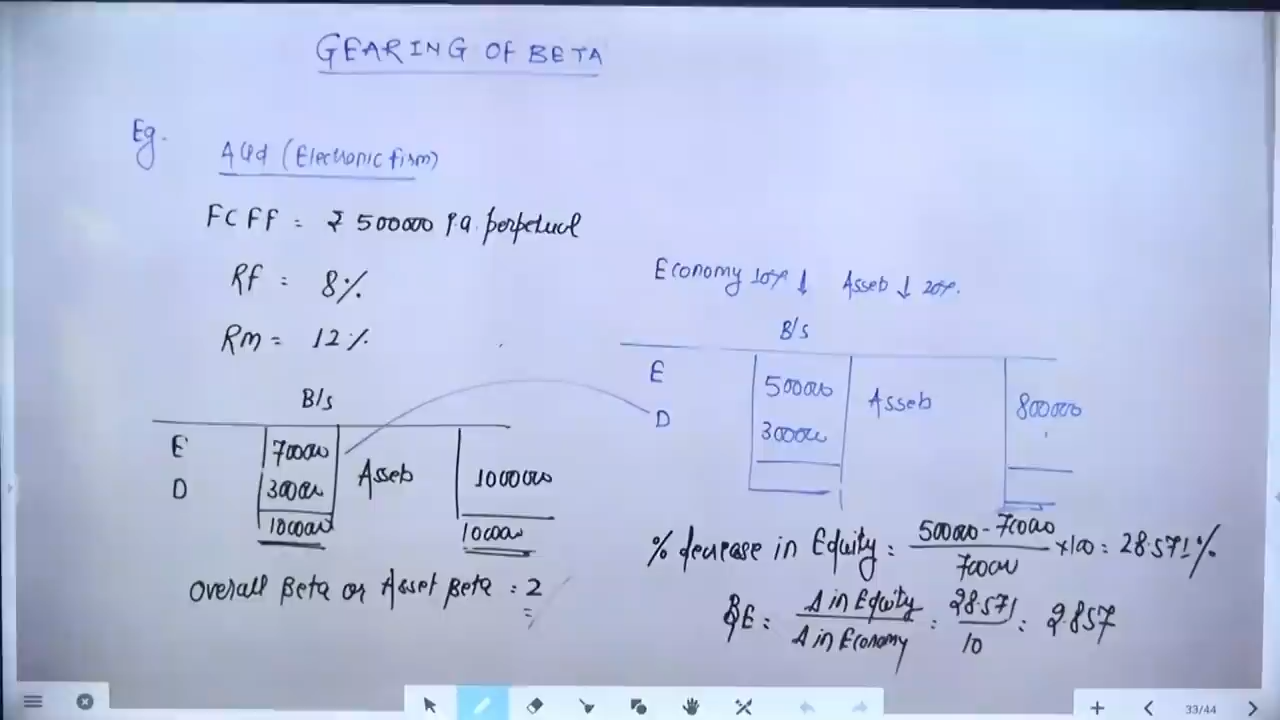 GEARING OF BETA
Eg.
A Ltd (Electronic firm)
FCFF = ₹ 500000 p.a. perpetual
Rf = 8%
Rm = 12%
B/s
E 700000
D 300000 Assets 1000000
1000000 1000000
Overall Beta or Asset Beta = 2
Economy 10% ↓ Assets ↓ 20%.
B/s
E 500000 Assets 800000
D 300000
% decrease in Equity = 500000 - 700000 / 700000 × 100 = 28.571%
βE = Δ in Equity / Δ in Economy = 28.571 / 10 = 2.857
33/44